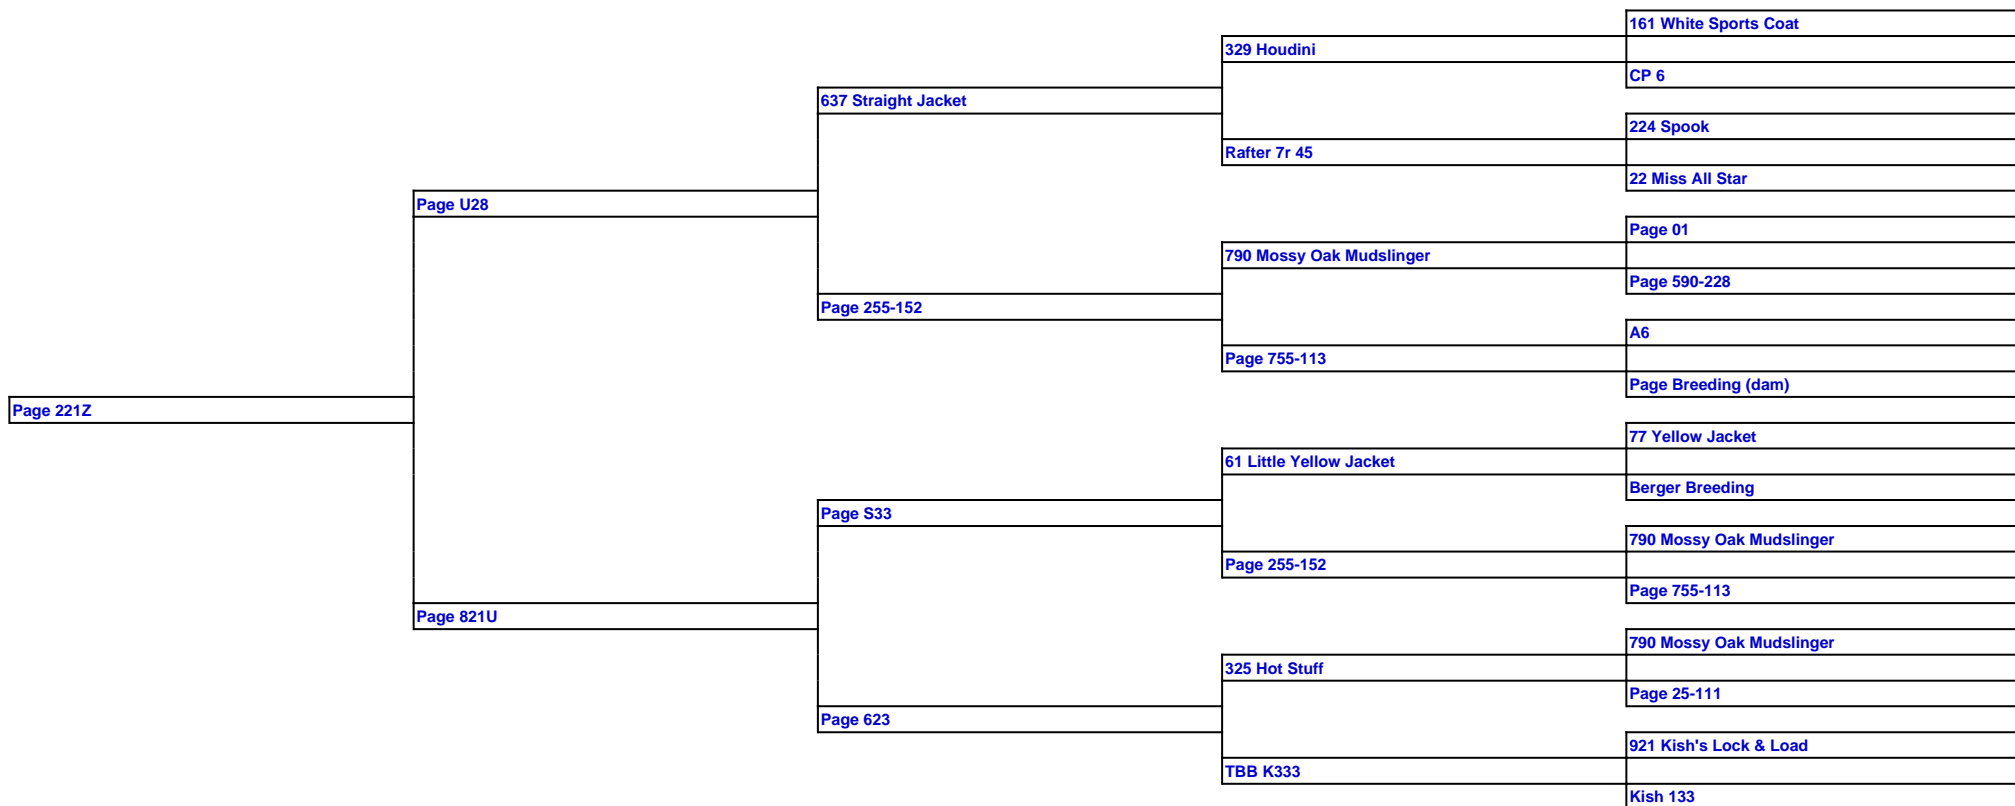 161 White Sports Coat
329 Houdini
CP 6
637 Straight Jacket
224 Spook
Rafter 7r 45
22 Miss All Star
Page U28
Page 01
790 Mossy Oak Mudslinger
Page 590-228
Page 255-152
A6
Page 755-113
Page Breeding (dam)
Page 221Z
77 Yellow Jacket
61 Little Yellow Jacket
Berger Breeding
Page S33
790 Mossy Oak Mudslinger
Page 255-152
Page 755-113
Page 821U
790 Mossy Oak Mudslinger
325 Hot Stuff
Page 25-111
Page 623
921 Kish's Lock & Load
TBB K333
Kish 133